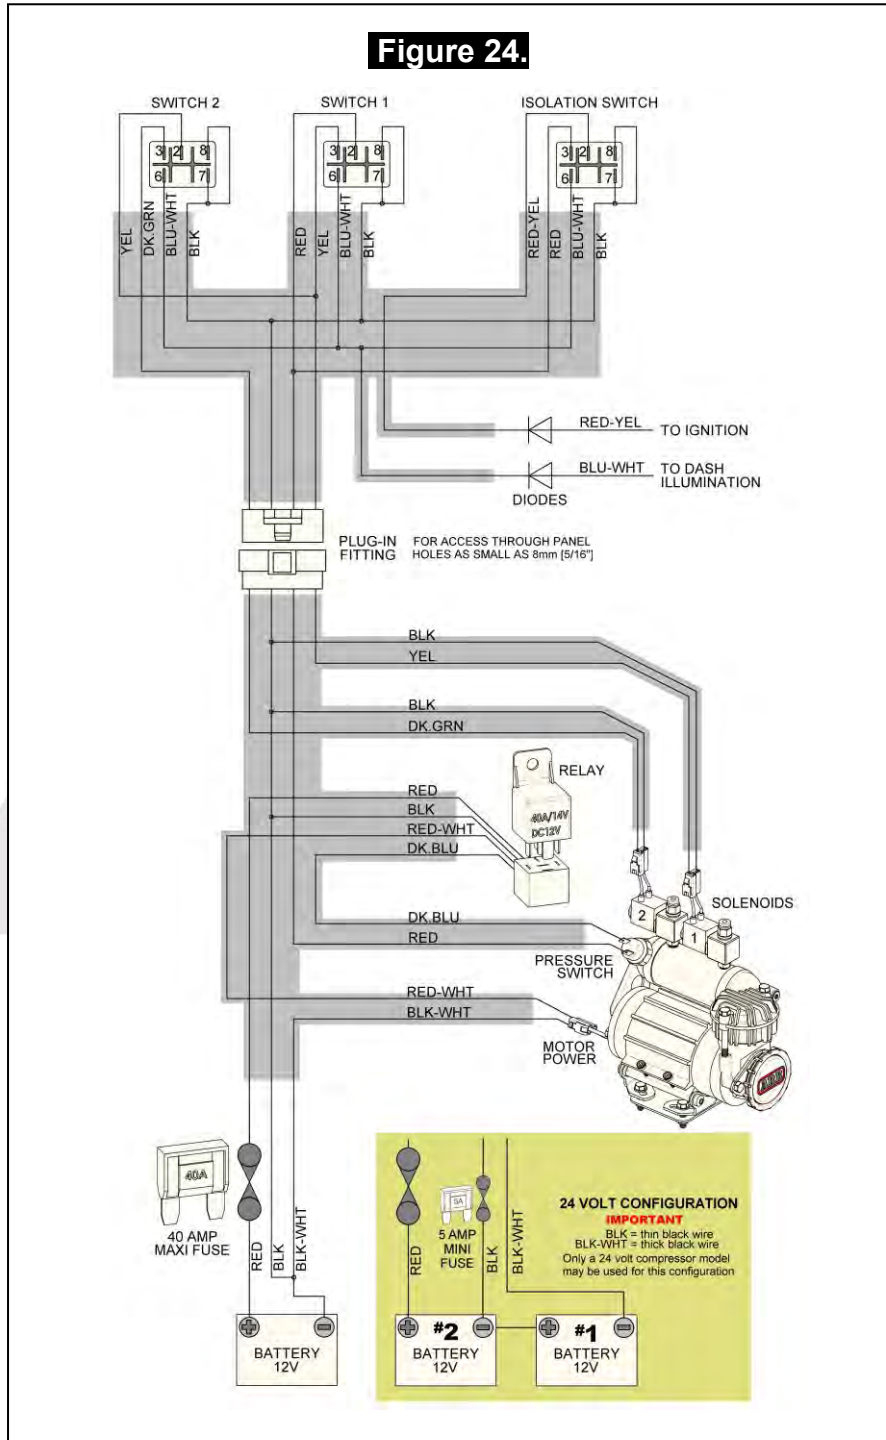 Figure 24.
SWITCH 2
SWITCH 1
ISOLATION SWITCH
3 2 8
6 7
3 2 8
6 7
3 2 8
6 7
YEL
DK.GRN
BLU-WHT
BLK
RED
YEL
BLU-WHT
BLK
RED-YEL
RED
BLU-WHT
BLK
RED-YEL
TO IGNITION
BLU-WHT
TO DASH
ILLUMINATION
DIODES
PLUG-IN
FITTING
FOR ACCESS THROUGH PANEL
HOLES AS SMALL AS 8mm [5/16"]
BLK
YEL
BLK
DK.GRN
RELAY
40A/14V
DC12V
RED
BLK
RED-WHT
DK.BLU
SOLENOIDS
2
1
DK.BLU
RED
PRESSURE
SWITCH
RED-WHT
BLK-WHT
MOTOR
POWER
40A
40 AMP
MAXI FUSE
RED
BLK
BLK-WHT
BATTERY
12V
5A
5 AMP
MINI
FUSE
RED
BLK
BLK-WHT
24 VOLT CONFIGURATION
IMPORTANT
BLK = thin black wire
BLK-WHT = thick black wire
Only a 24 volt compressor model
may be used for this configuration
#2
BATTERY
12V
#1
BATTERY
12V